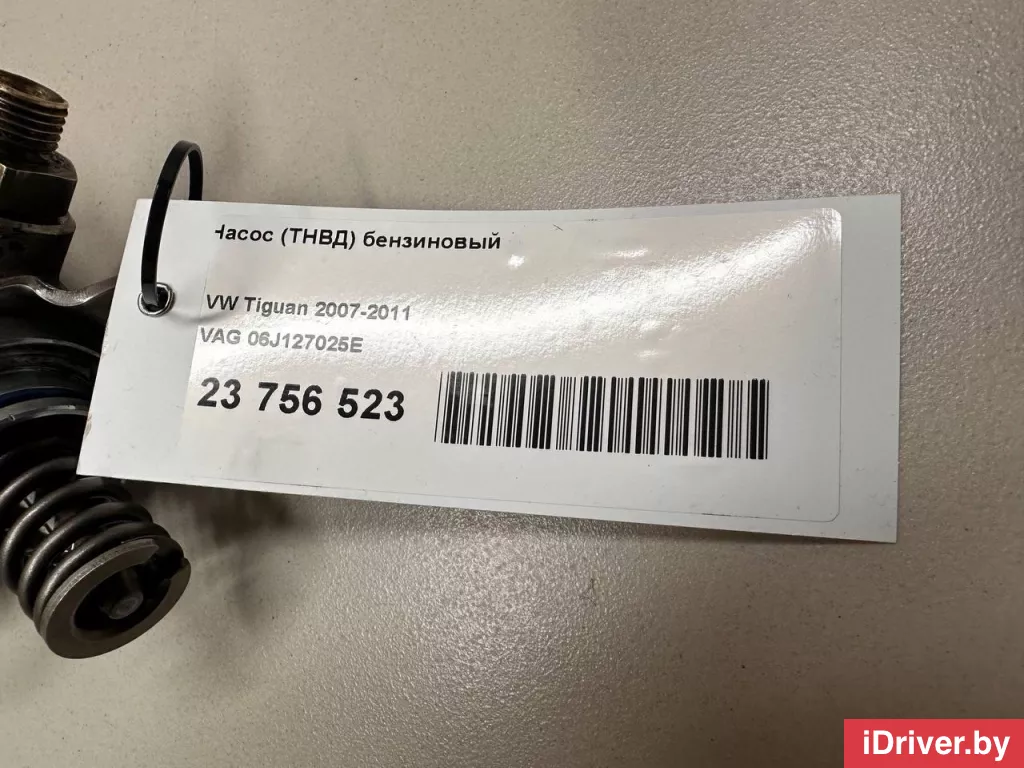 Насос (ТНВД) бензиновый
VW Tiguan 2007-2011
VAG 06J127025E
23 756 523
iDriver.by